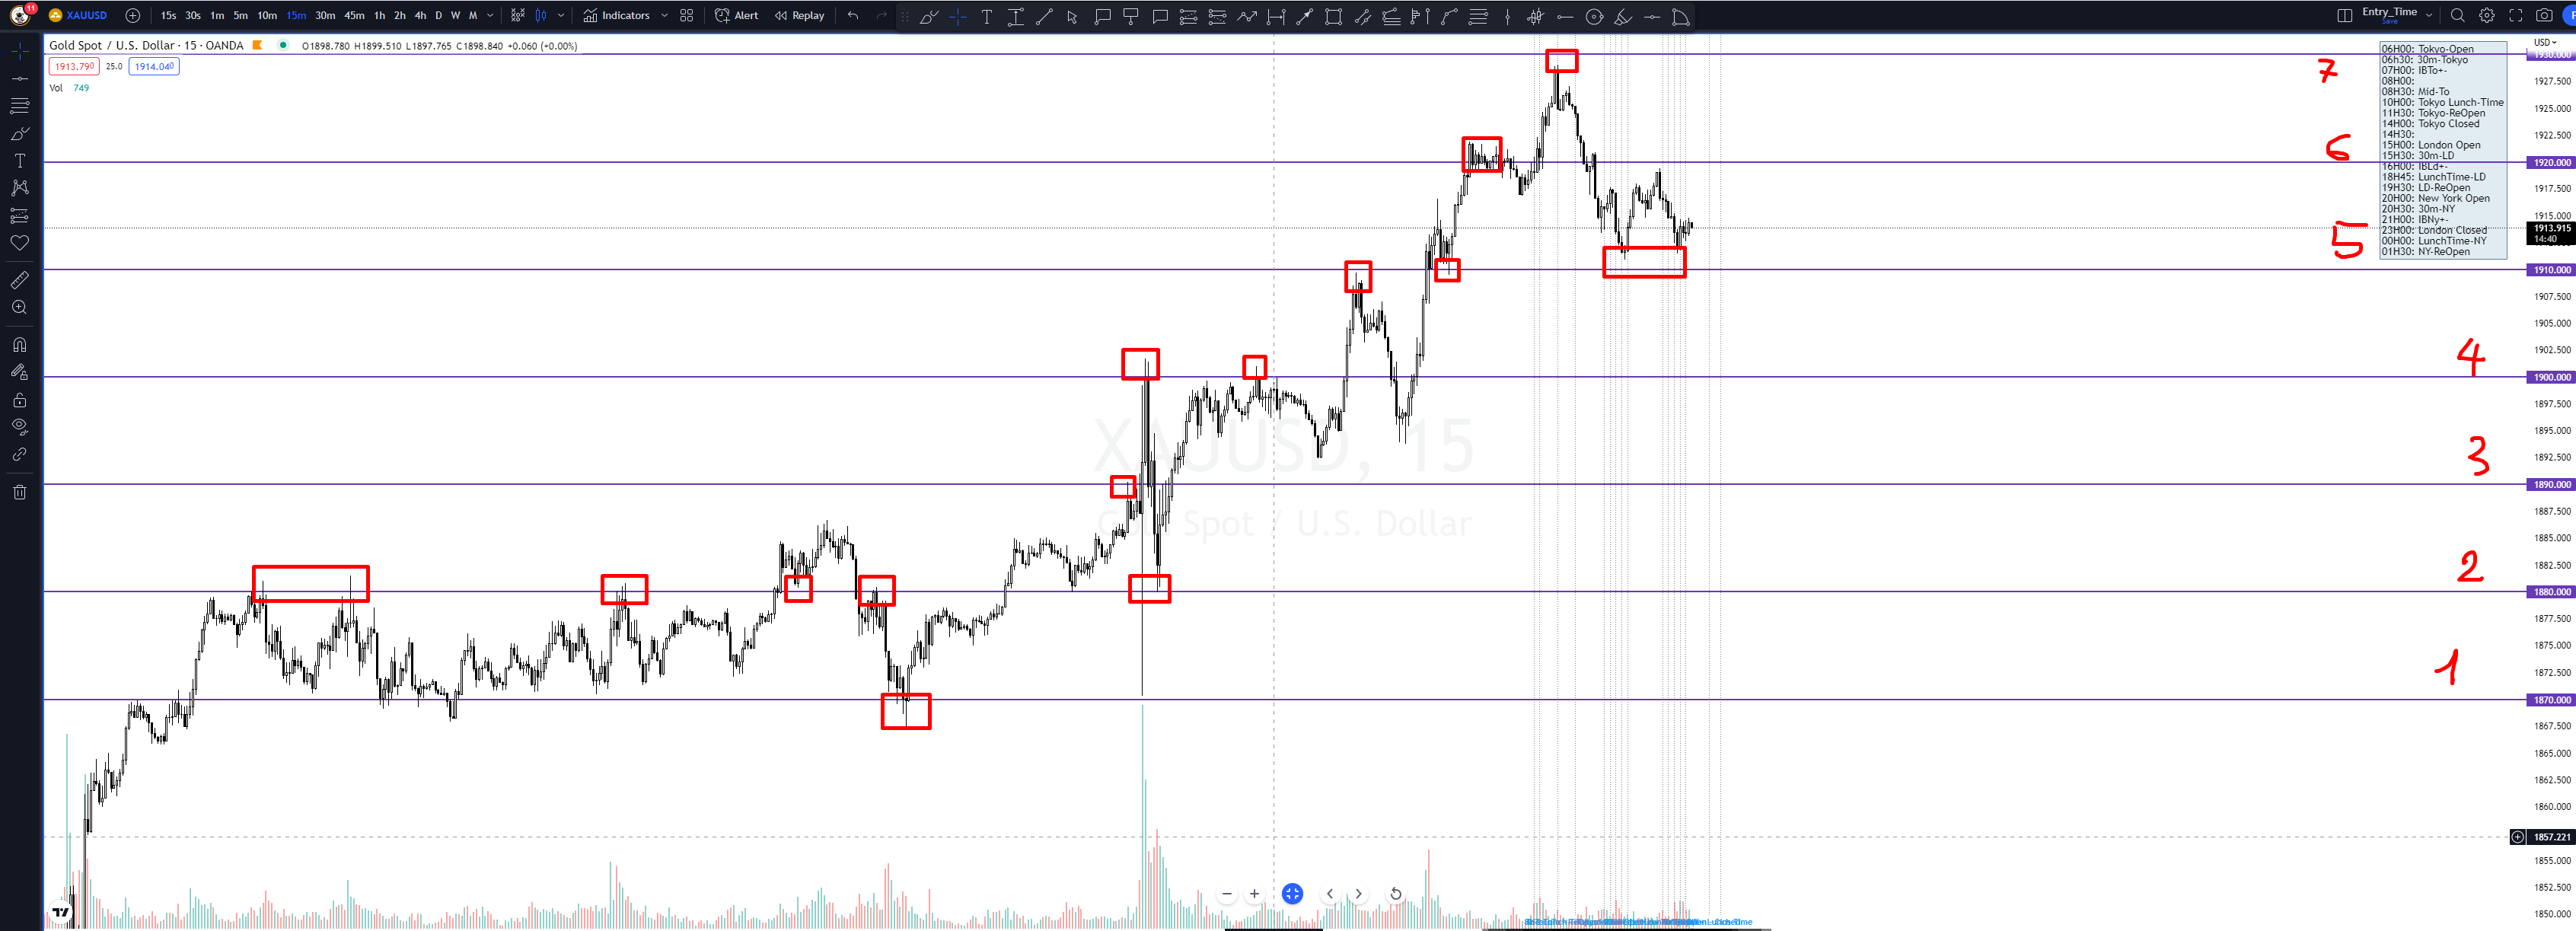 11
XAUUSD
15s 30s 1m 5m 10m 15m 30m 45m 1h 2h 4h D W M
Indicators
Alert
Replay
Entry_Time
Save
Gold Spot / U.S. Dollar · 15 · OANDA O1898.780 H1899.510 L1897.765 C1898.840 +0.060 (+0.00%)
1913.790 25.0 1914.040
Vol 749
USD
06H00: Tokyo-Open
06h30: 30m-Tokyo
07H00: IBTo+-
08H00:
08H30: Mid-To
10H00: Tokyo Lunch-Time
11H30: Tokyo-ReOpen
14H00: Tokyo Closed
14H30:
15H00: London Open
15H30: 30m-LD
16H00: IBLd+-
18H45: LunchTime-LD
19H30: LD-ReOpen
20H00: New York Open
20H30: 30m-NY
21H00: IBNy+-
23H00: London Closed
00H00: LunchTime-NY
01H30: NY-ReOpen
7
6
5
4
3
2
1
XAUUSD, 15
Gold Spot / U.S. Dollar
1930.000
1927.500
1925.000
1922.500
1920.000
1917.500
1915.000
1913.915
14:40
1910.000
1907.500
1905.000
1902.500
1900.000
1897.500
1895.000
1892.500
1890.000
1887.500
1885.000
1882.500
1880.000
1877.500
1875.000
1872.500
1870.000
1867.500
1865.000
1862.500
1860.000
1857.221
1855.000
1852.500
1850.000